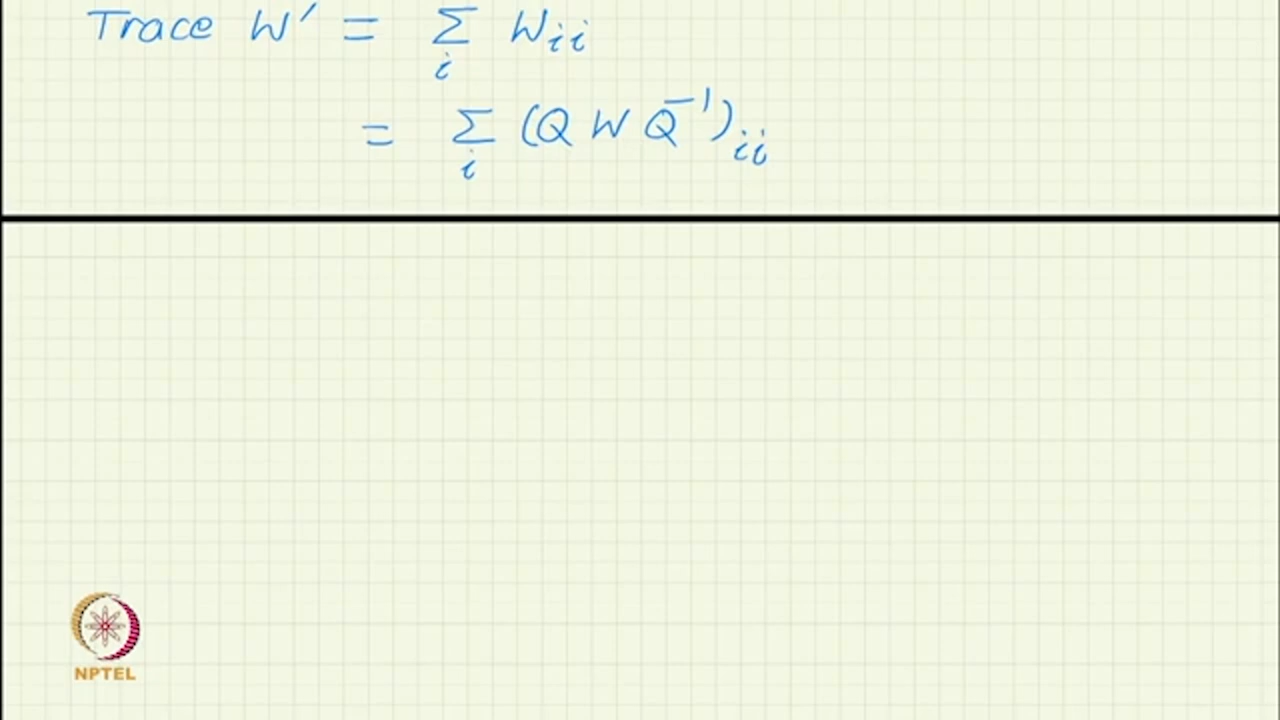 Trace W′ = Σ_i W_ii
= Σ_i (Q W Q⁻¹)_ii
NPTEL